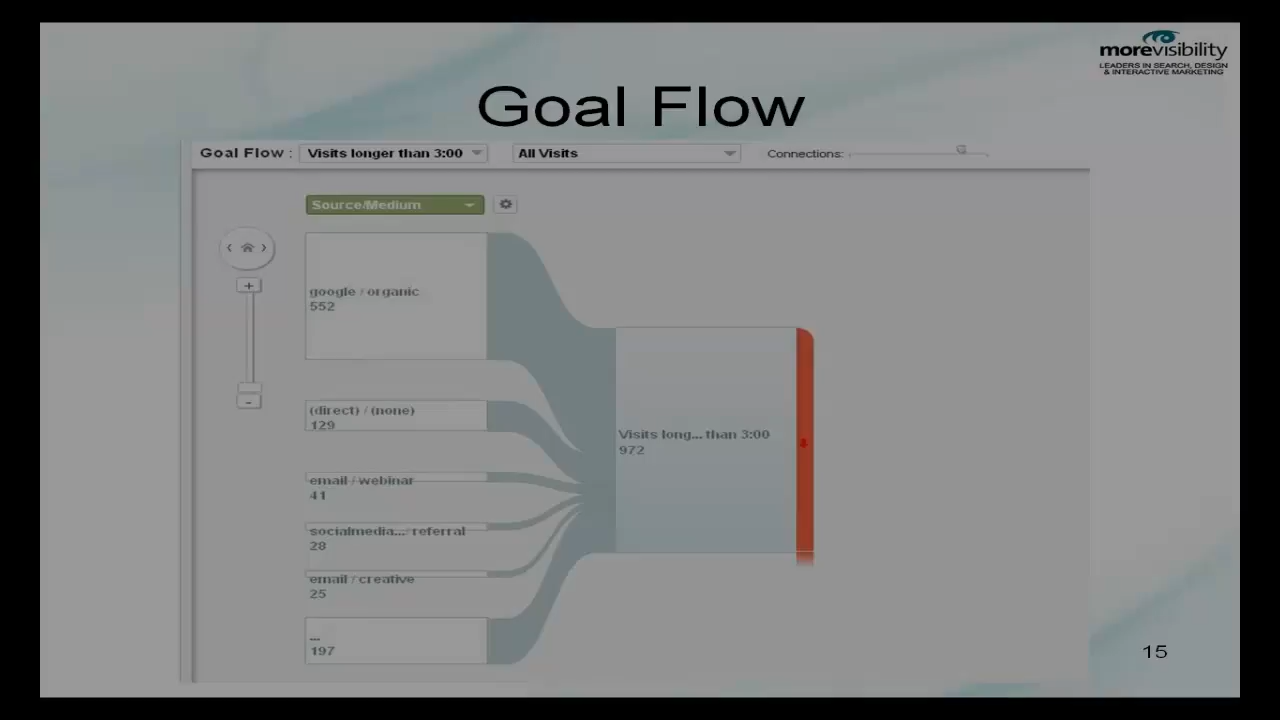 morevisibility
LEADERS IN SEARCH, DESIGN
& INTERACTIVE MARKETING
Goal Flow
Goal Flow : Visits longer than 3:00 All Visits Connections:
Source/Medium
google / organic
552
(direct) / (none)
129
email / webinar
41
socialmedia... referral
28
email / creative
25
...
197
Visits long... than 3:00
972
15